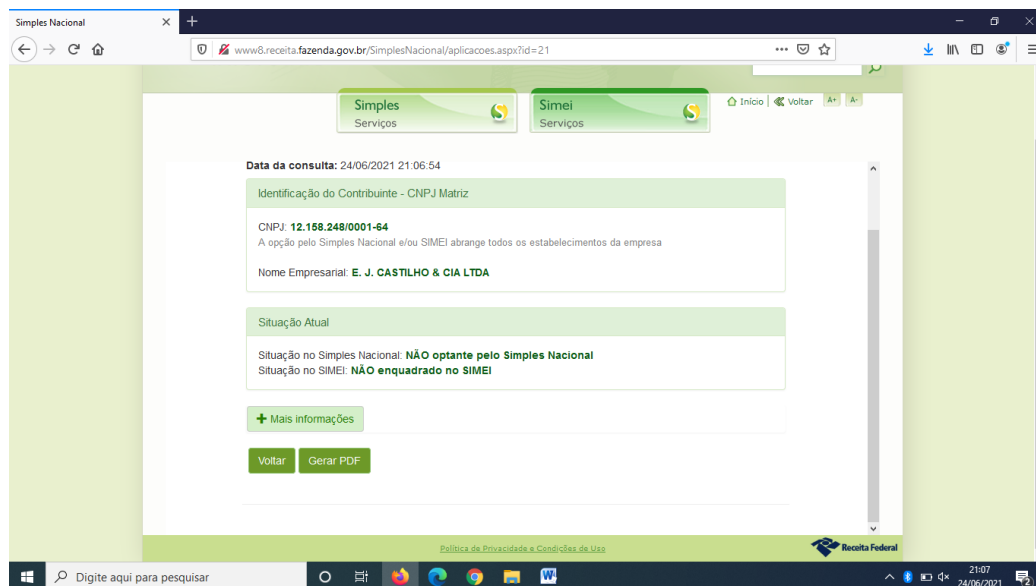 Simples Nacional
www8.receita.fazenda.gov.br/SimplesNacional/aplicacoes.aspx?id=21
Simples
Serviços
Simei
Serviços
Início
Voltar
A+
A-
Data da consulta: 24/06/2021 21:06:54
Identificação do Contribuinte - CNPJ Matriz
CNPJ: 12.158.248/0001-64
A opção pelo Simples Nacional e/ou SIMEI abrange todos os estabelecimentos da empresa
Nome Empresarial: E. J. CASTILHO & CIA LTDA
Situação Atual
Situação no Simples Nacional: NÃO optante pelo Simples Nacional
Situação no SIMEI: NÃO enquadrado no SIMEI
+ Mais informações
Voltar
Gerar PDF
Política de Privacidade e Condições de Uso
Receita Federal
Digite aqui para pesquisar
21:07
24/06/2021